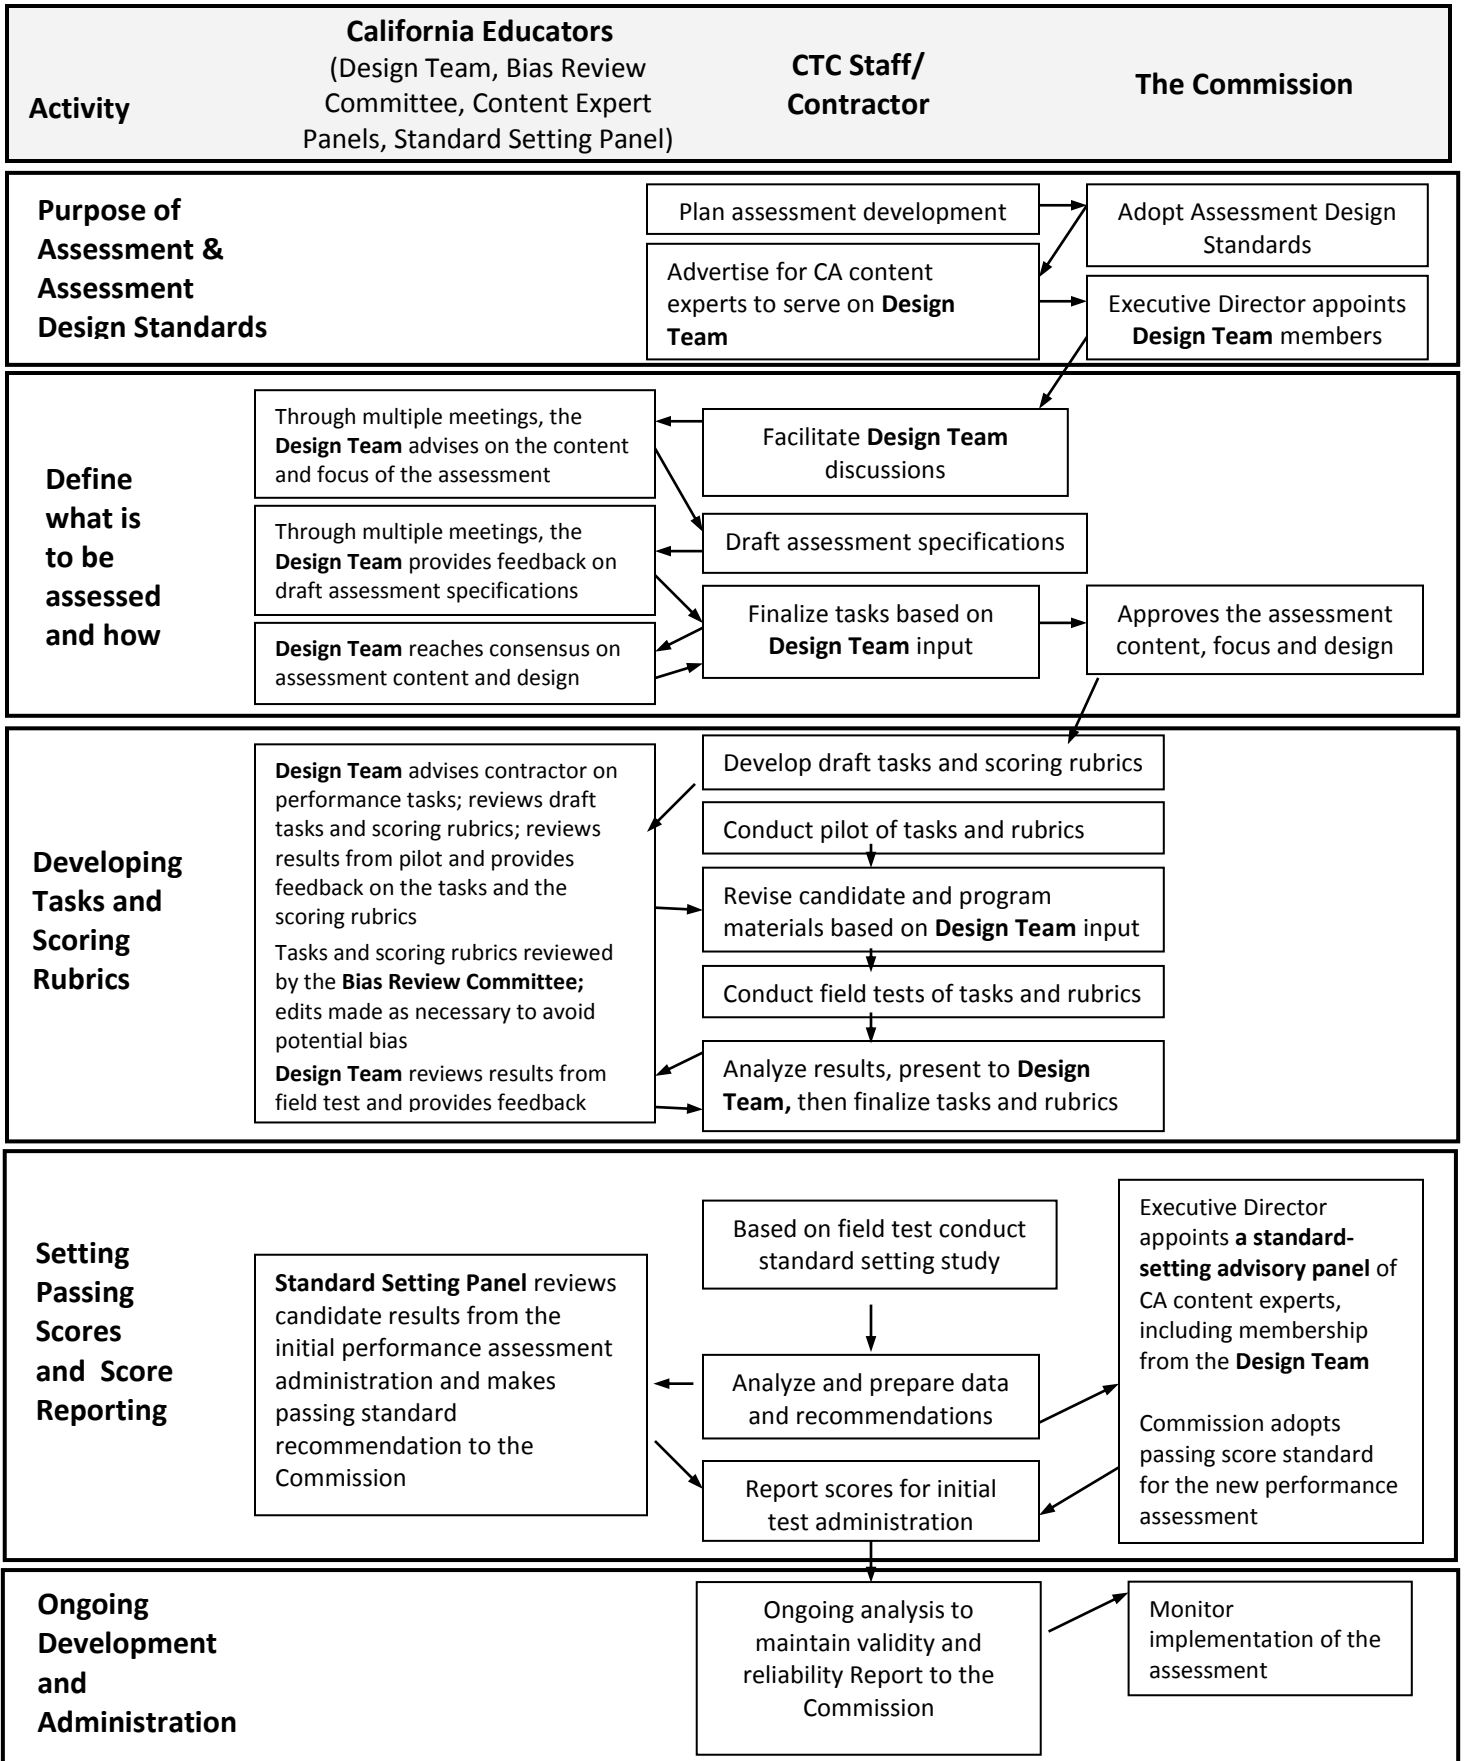 Activity
California Educators
(Design Team, Bias Review
Committee, Content Expert
Panels, Standard Setting Panel)
CTC Staff/
Contractor
The Commission
Purpose of
Assessment &
Assessment
Design Standards
Plan assessment development
Adopt Assessment Design
Standards
Advertise for CA content
experts to serve on Design
Team
Executive Director appoints
Design Team members
Define
what is
to be
assessed
and how
Through multiple meetings, the
Design Team advises on the content
and focus of the assessment
Facilitate Design Team
discussions
Through multiple meetings, the
Design Team provides feedback on
draft assessment specifications
Draft assessment specifications
Design Team reaches consensus on
assessment content and design
Finalize tasks based on
Design Team input
Approves the assessment
content, focus and design
Developing
Tasks and
Scoring
Rubrics
Design Team advises contractor on
performance tasks; reviews draft
tasks and scoring rubrics; reviews
results from pilot and provides
feedback on the tasks and the
scoring rubrics
Tasks and scoring rubrics reviewed
by the Bias Review Committee;
edits made as necessary to avoid
potential bias
Design Team reviews results from
field test and provides feedback
Develop draft tasks and scoring rubrics
Conduct pilot of tasks and rubrics
Revise candidate and program
materials based on Design Team input
Conduct field tests of tasks and rubrics
Analyze results, present to Design
Team, then finalize tasks and rubrics
Setting
Passing
Scores
and Score
Reporting
Standard Setting Panel reviews
candidate results from the
initial performance assessment
administration and makes
passing standard
recommendation to the
Commission
Based on field test conduct
standard setting study
Analyze and prepare data
and recommendations
Report scores for initial
test administration
Executive Director
appoints a standard-
setting advisory panel of
CA content experts,
including membership
from the Design Team
Commission adopts
passing score standard
for the new performance
assessment
Ongoing
Development
and
Administration
Ongoing analysis to
maintain validity and
reliability Report to the
Commission
Monitor
implementation of the
assessment